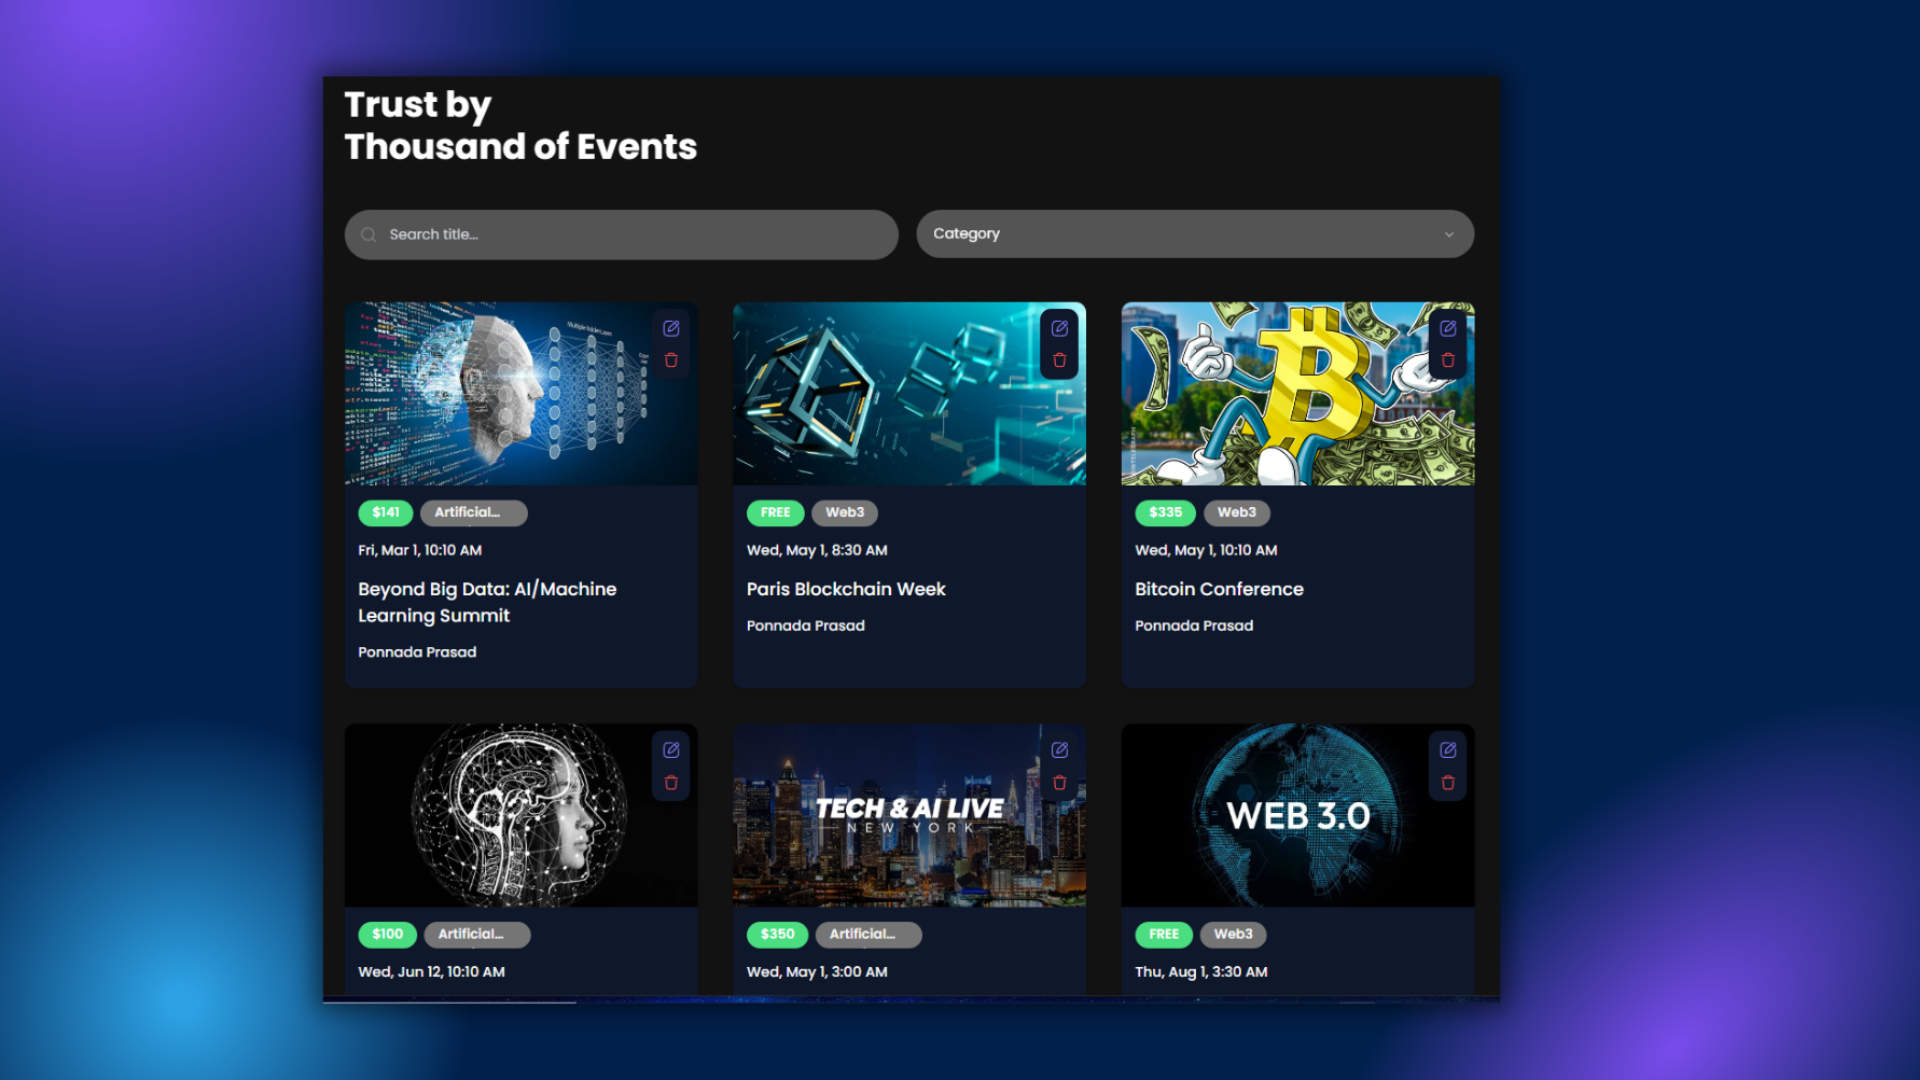 Trust by
Thousand of Events
Search title...
Category
$141 Artificial...
Fri, Mar 1, 10:10 AM
Beyond Big Data: AI/Machine
Learning Summit
Ponnada Prasad
FREE Web3
Wed, May 1, 8:30 AM
Paris Blockchain Week
Ponnada Prasad
$335 Web3
Wed, May 1, 10:10 AM
Bitcoin Conference
Ponnada Prasad
$100 Artificial...
Wed, Jun 12, 10:10 AM
TECH & AI LIVE
NEW YORK
$350 Artificial...
Wed, May 1, 3:00 AM
WEB 3.0
FREE Web3
Thu, Aug 1, 3:30 AM